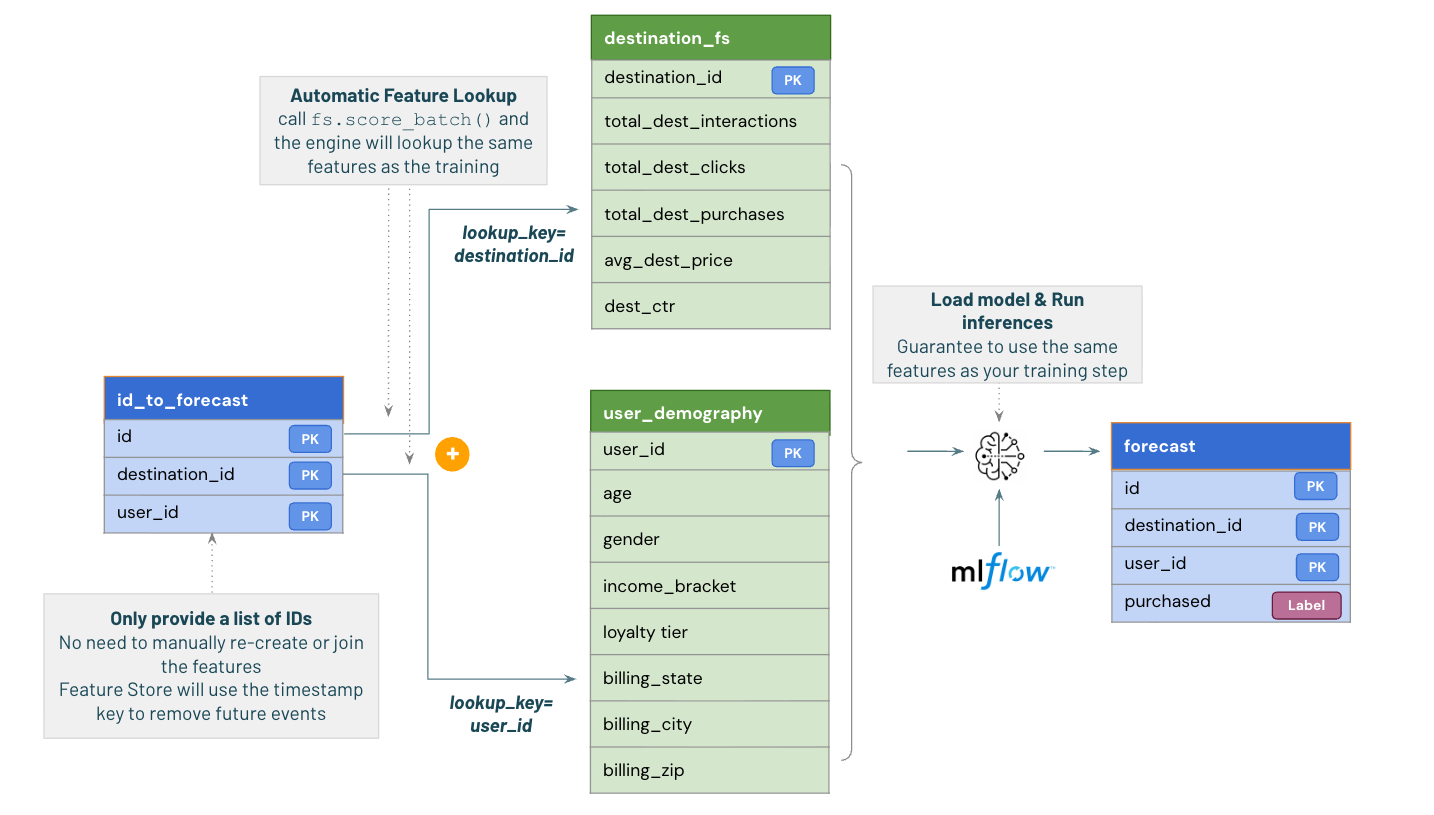 destination_fs
destination_id PK
total_dest_interactions
total_dest_clicks
total_dest_purchases
avg_dest_price
dest_ctr
Automatic Feature Lookup
call fs.score_batch() and
the engine will lookup the same
features as the training
lookup_key=
destination_id
id_to_forecast
id PK
destination_id PK
user_id PK
+
Only provide a list of IDs
No need to manually re-create or join
the features
Feature Store will use the timestamp
key to remove future events
lookup_key=
user_id
user_demography
user_id PK
age
gender
income_bracket
loyalty tier
billing_state
billing_city
billing_zip
Load model & Run
inferences
Guarantee to use the same
features as your training step
mlflow™
forecast
id PK
destination_id PK
user_id PK
purchased Label